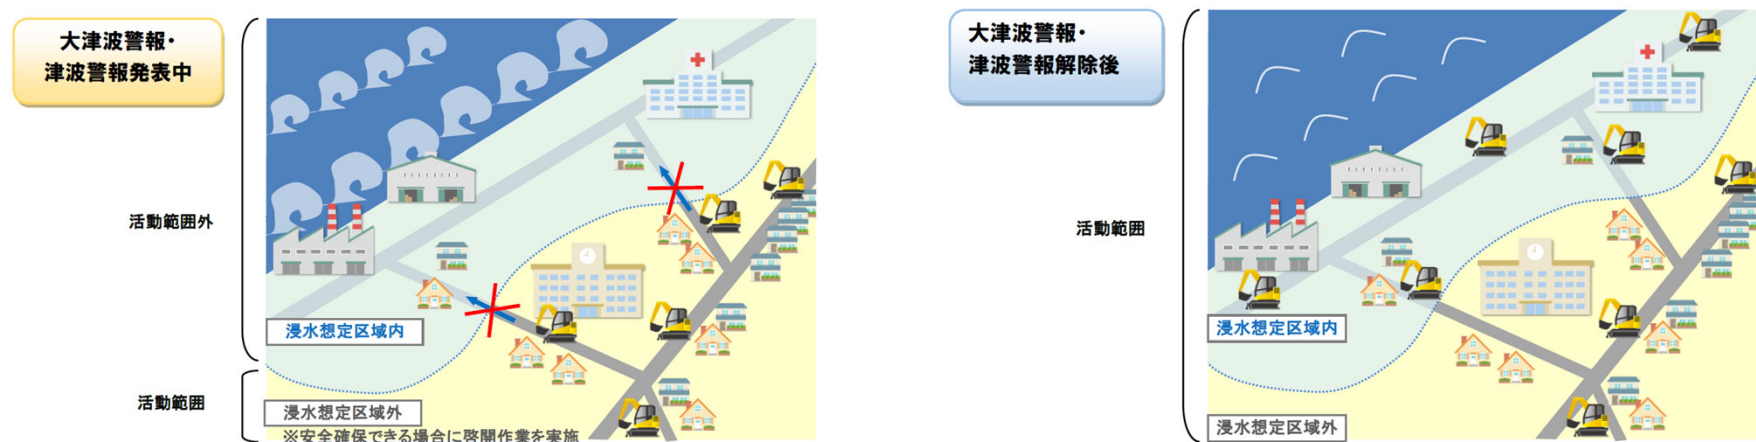 大津波警報・
津波警報発表中
活動範囲外
浸水想定区域内
活動範囲
浸水想定区域外
※安全確保できる場合に啓開作業を実施
大津波警報・
津波警報解除後
活動範囲
浸水想定区域内
浸水想定区域外